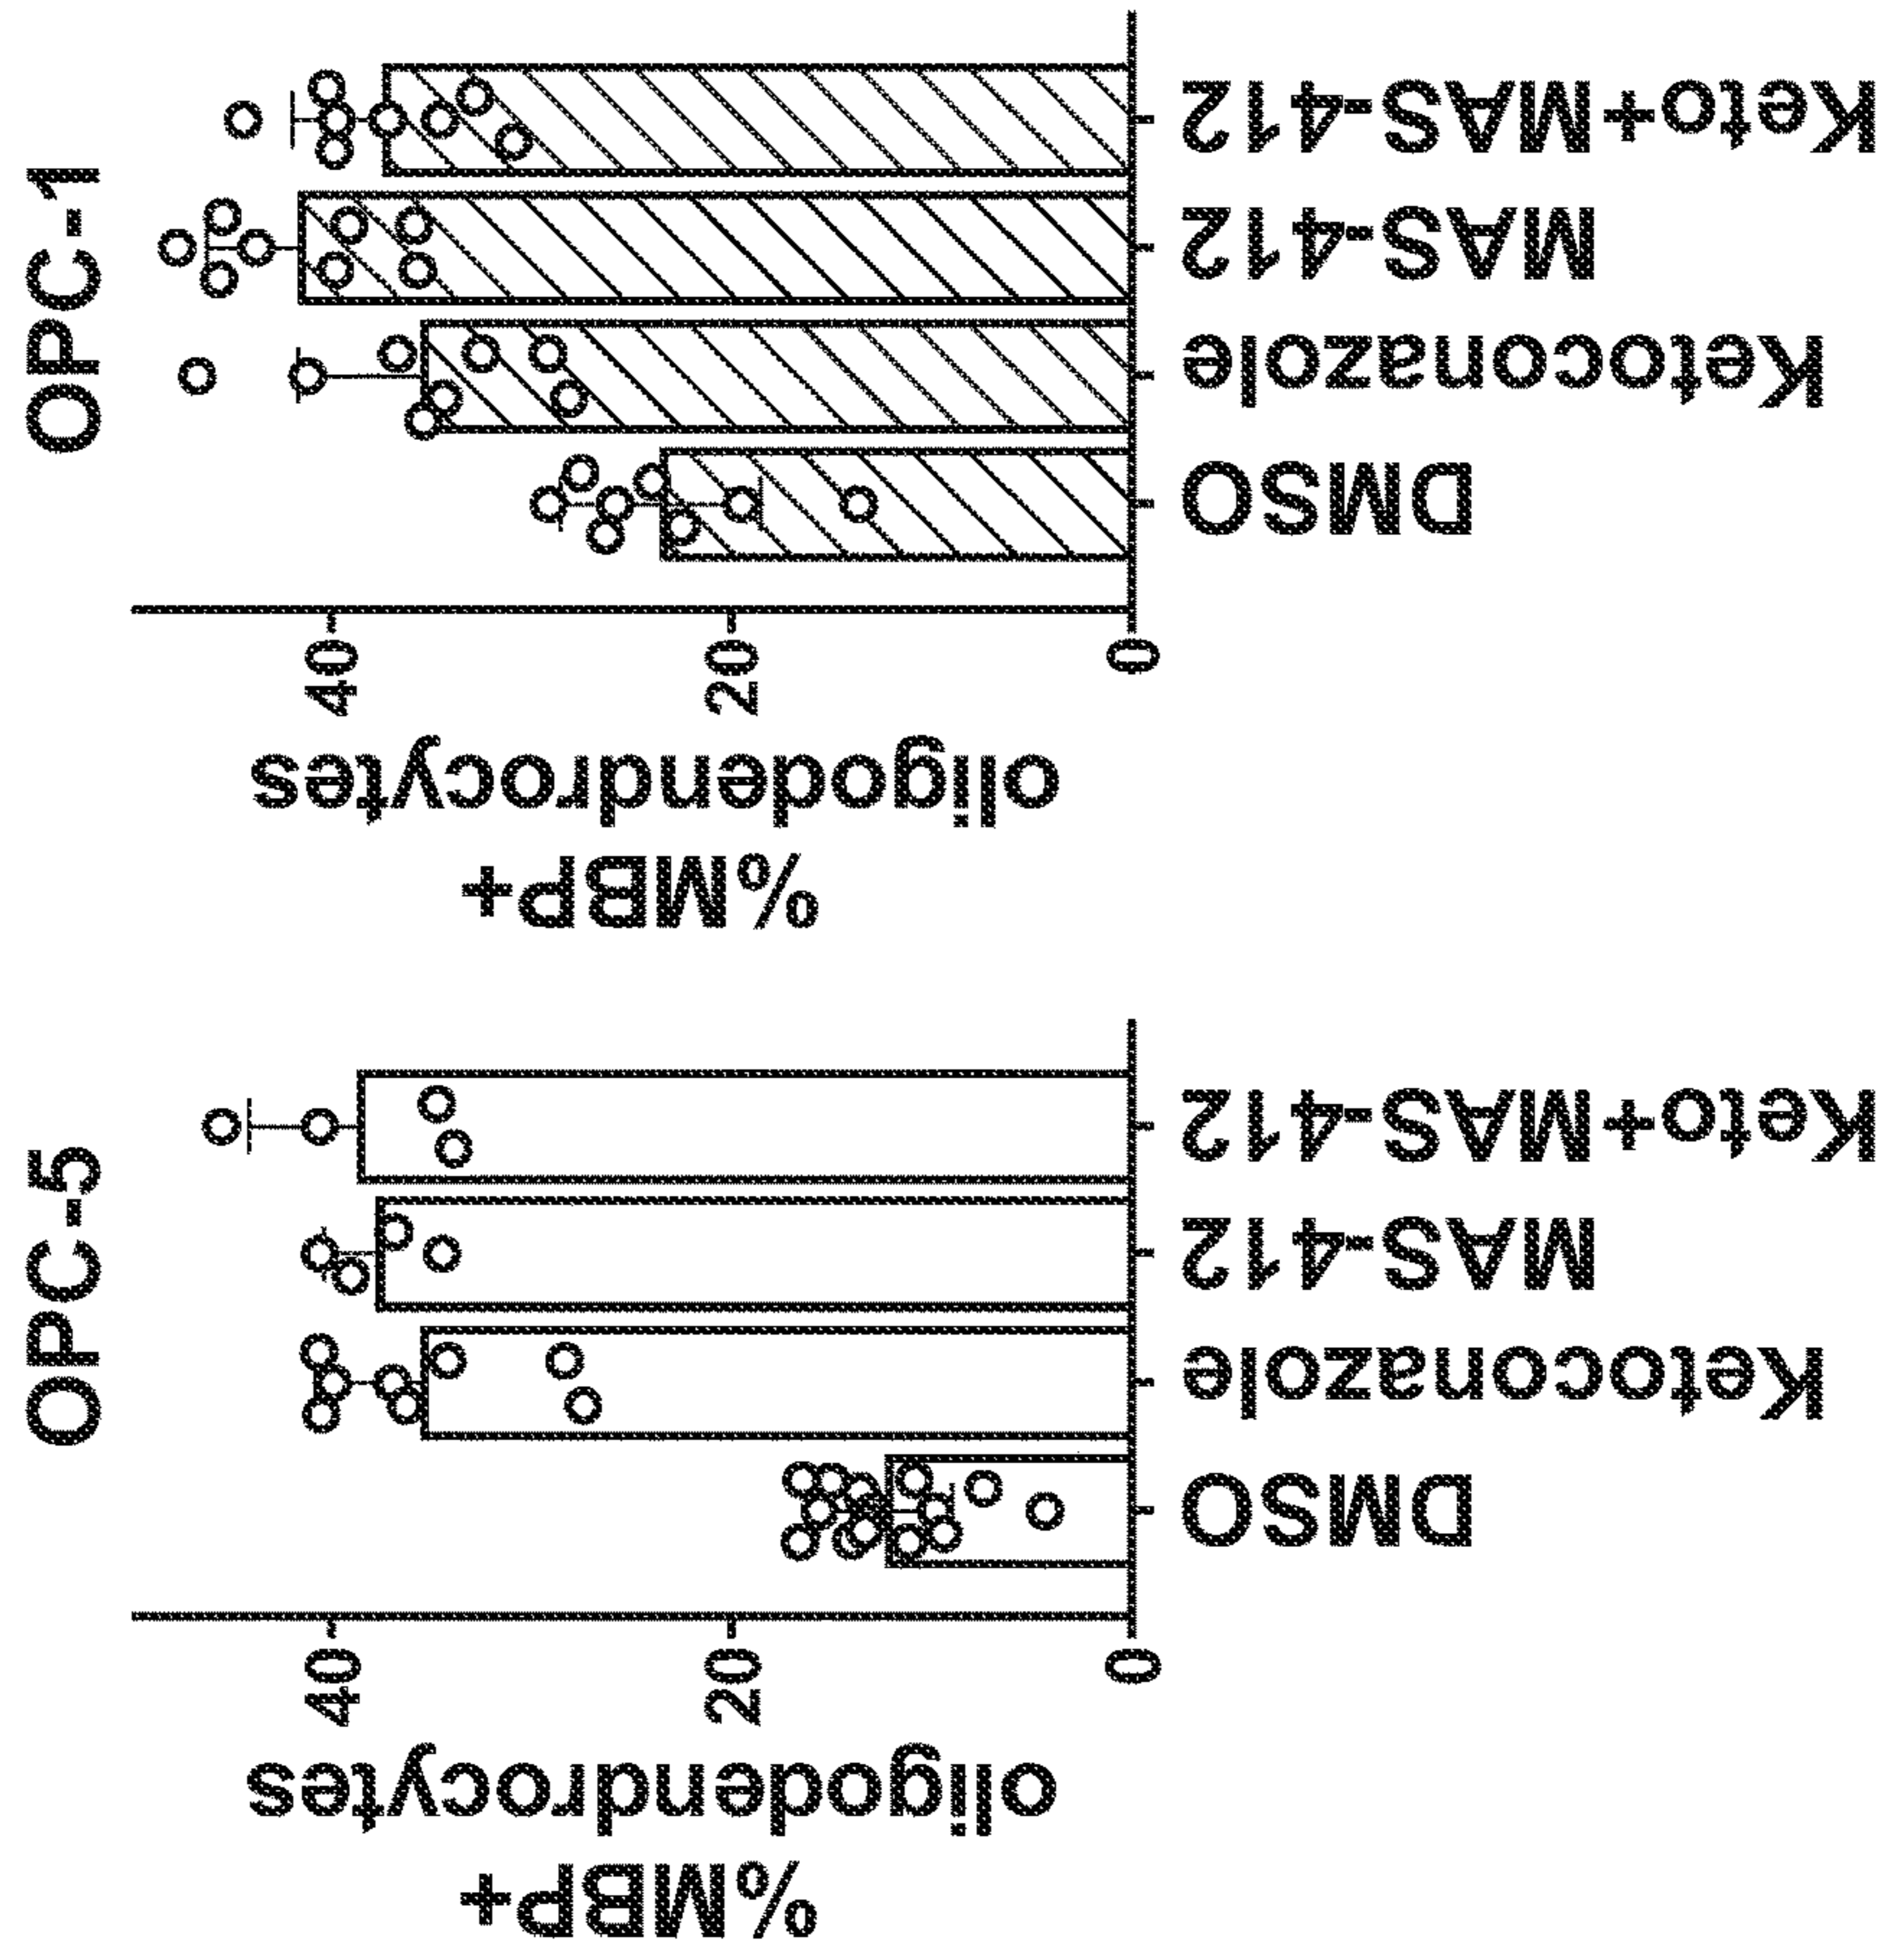 OPC-5
%MBP+
oligodendrocytes
40
20
0
DMSO
Ketoconazole
MAS-412
Keto+MAS-412
OPC-1
%MBP+
oligodendrocytes
40
20
0
DMSO
Ketoconazole
MAS-412
Keto+MAS-412